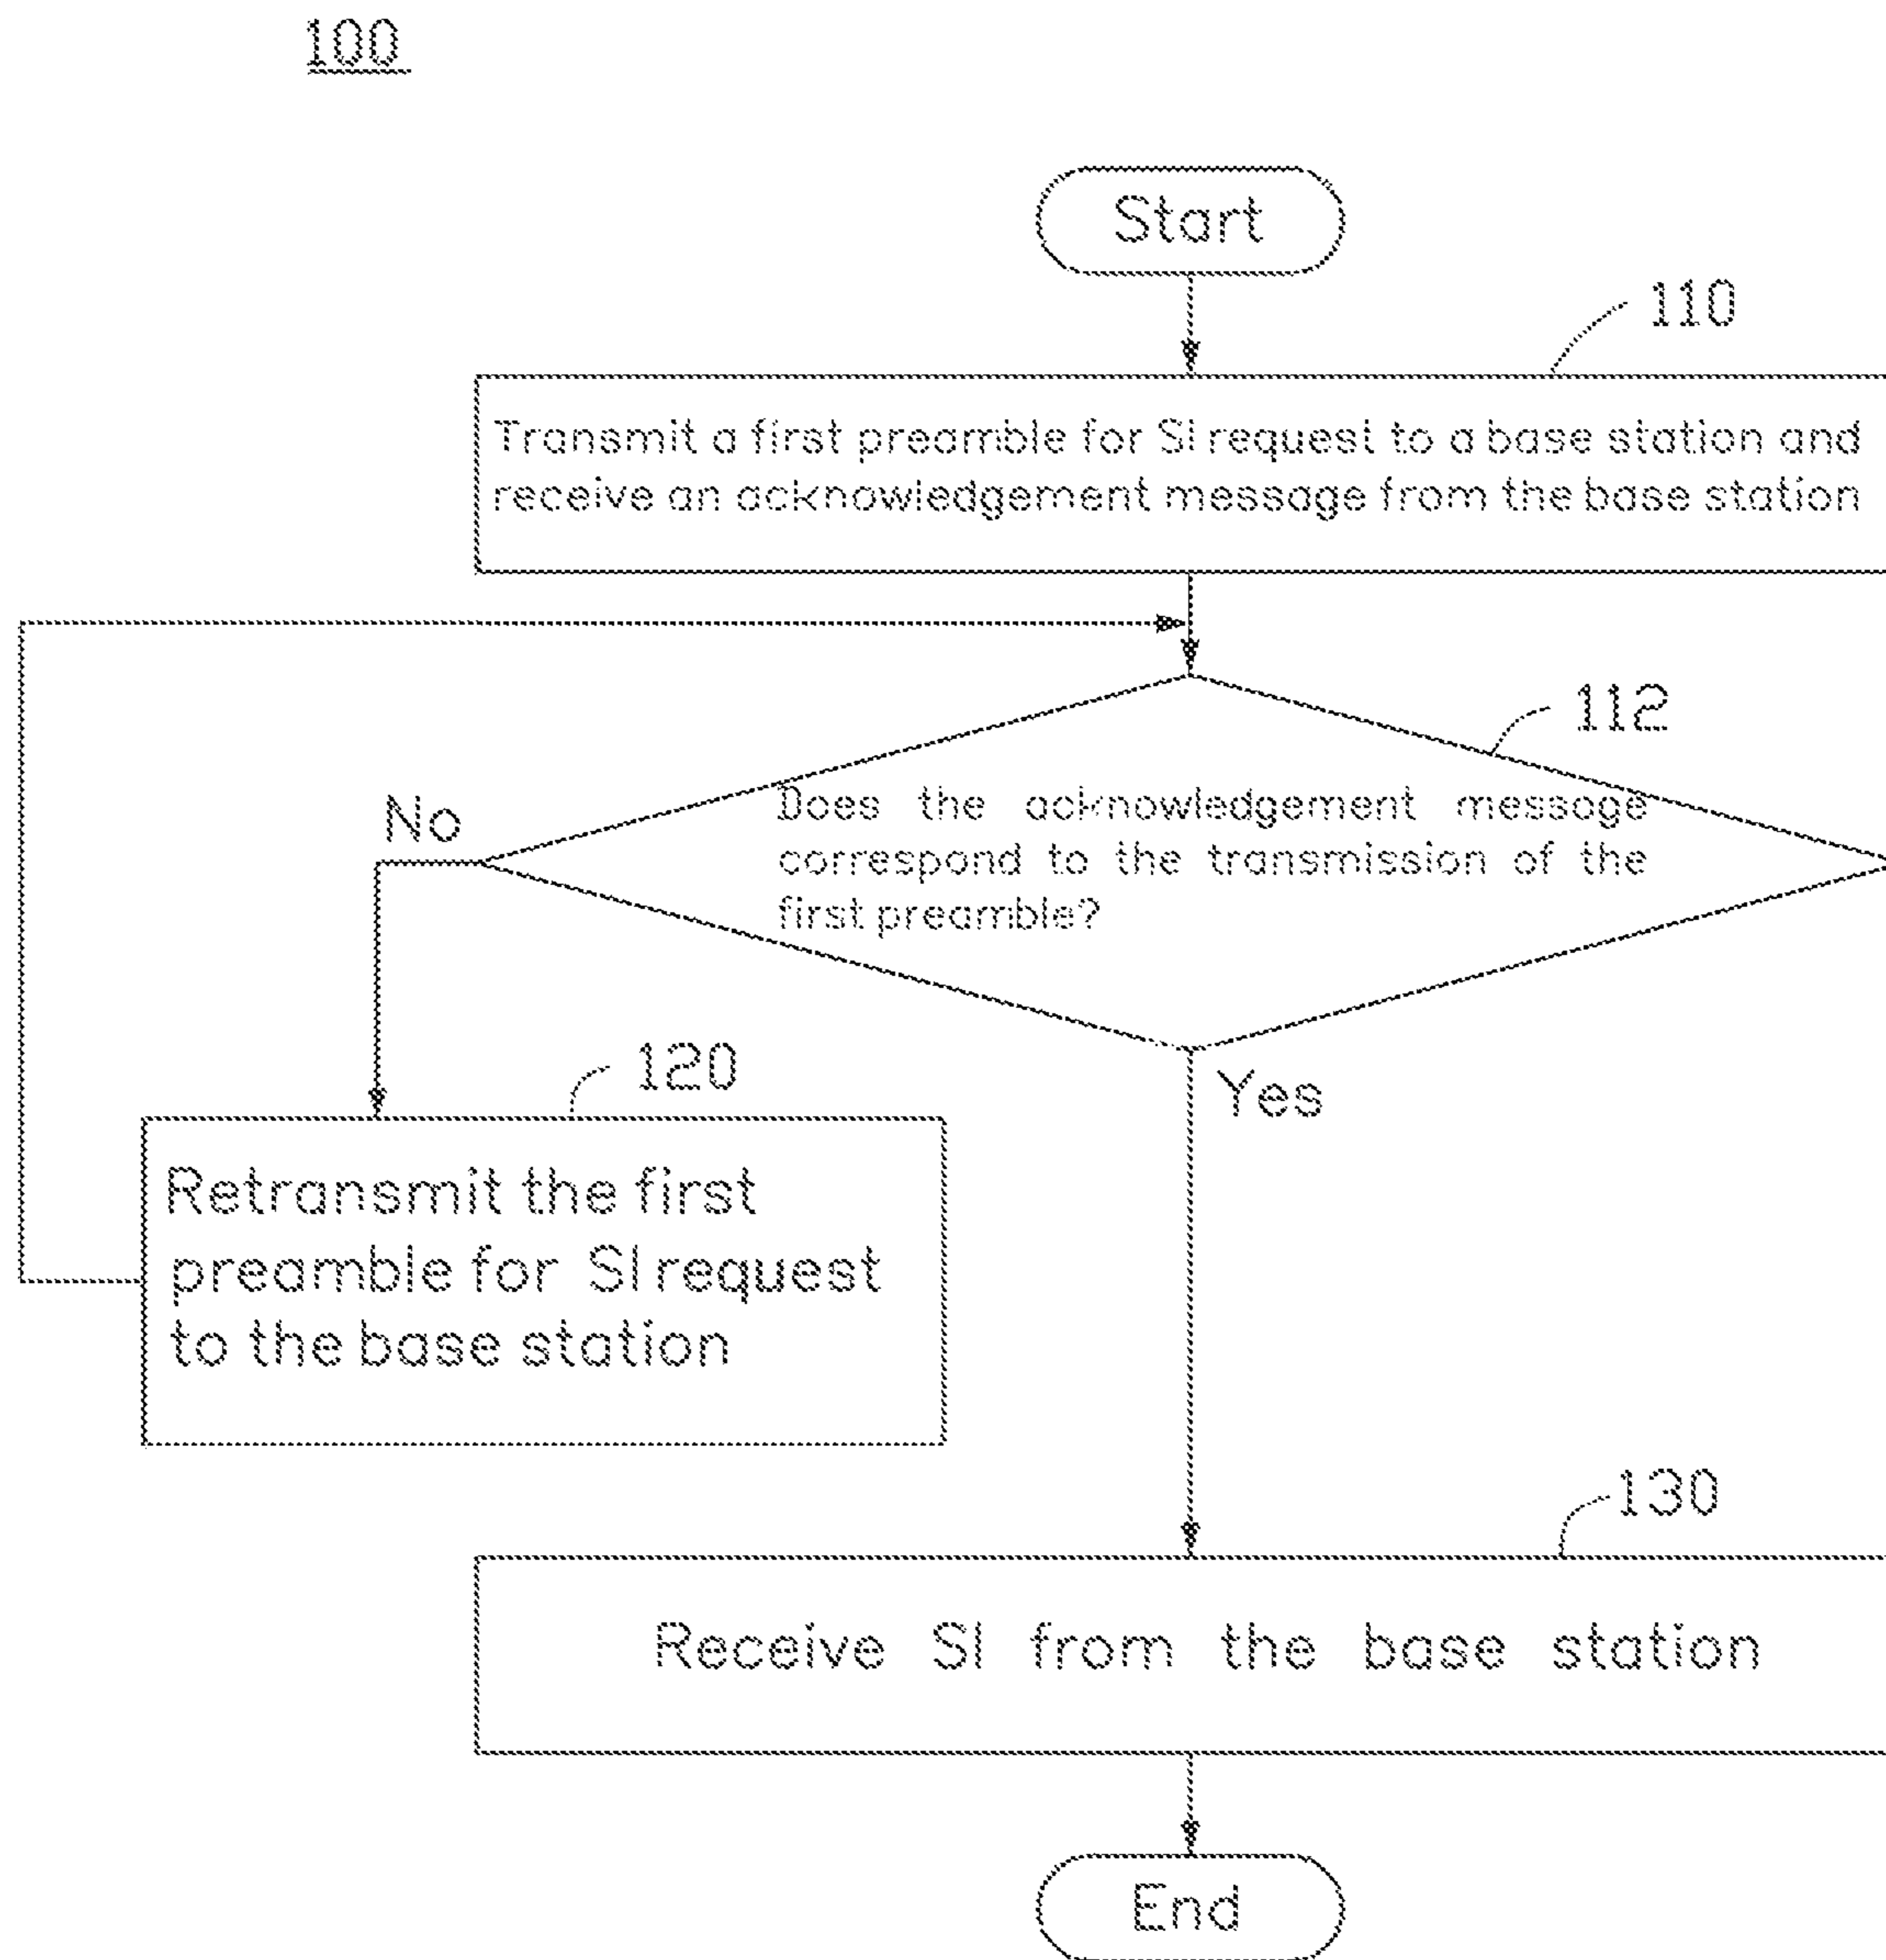 100
Start
110
Transmit a first preamble for SI request to a base station and
receive an acknowledgement message from the base station
112
Does the acknowledgement message
correspond to the transmission of the
first preamble?
No
Yes
120
Retransmit the first
preamble for SI request
to the base station
130
Receive SI from the base station
End